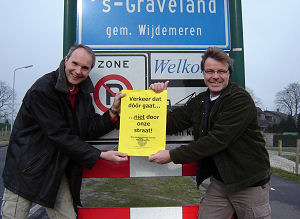 's-Graveland
gem. Wijdemeren
ZONE
Welko
P
Verkeer dat
dóór gaat...
...niet door
onze
straat!